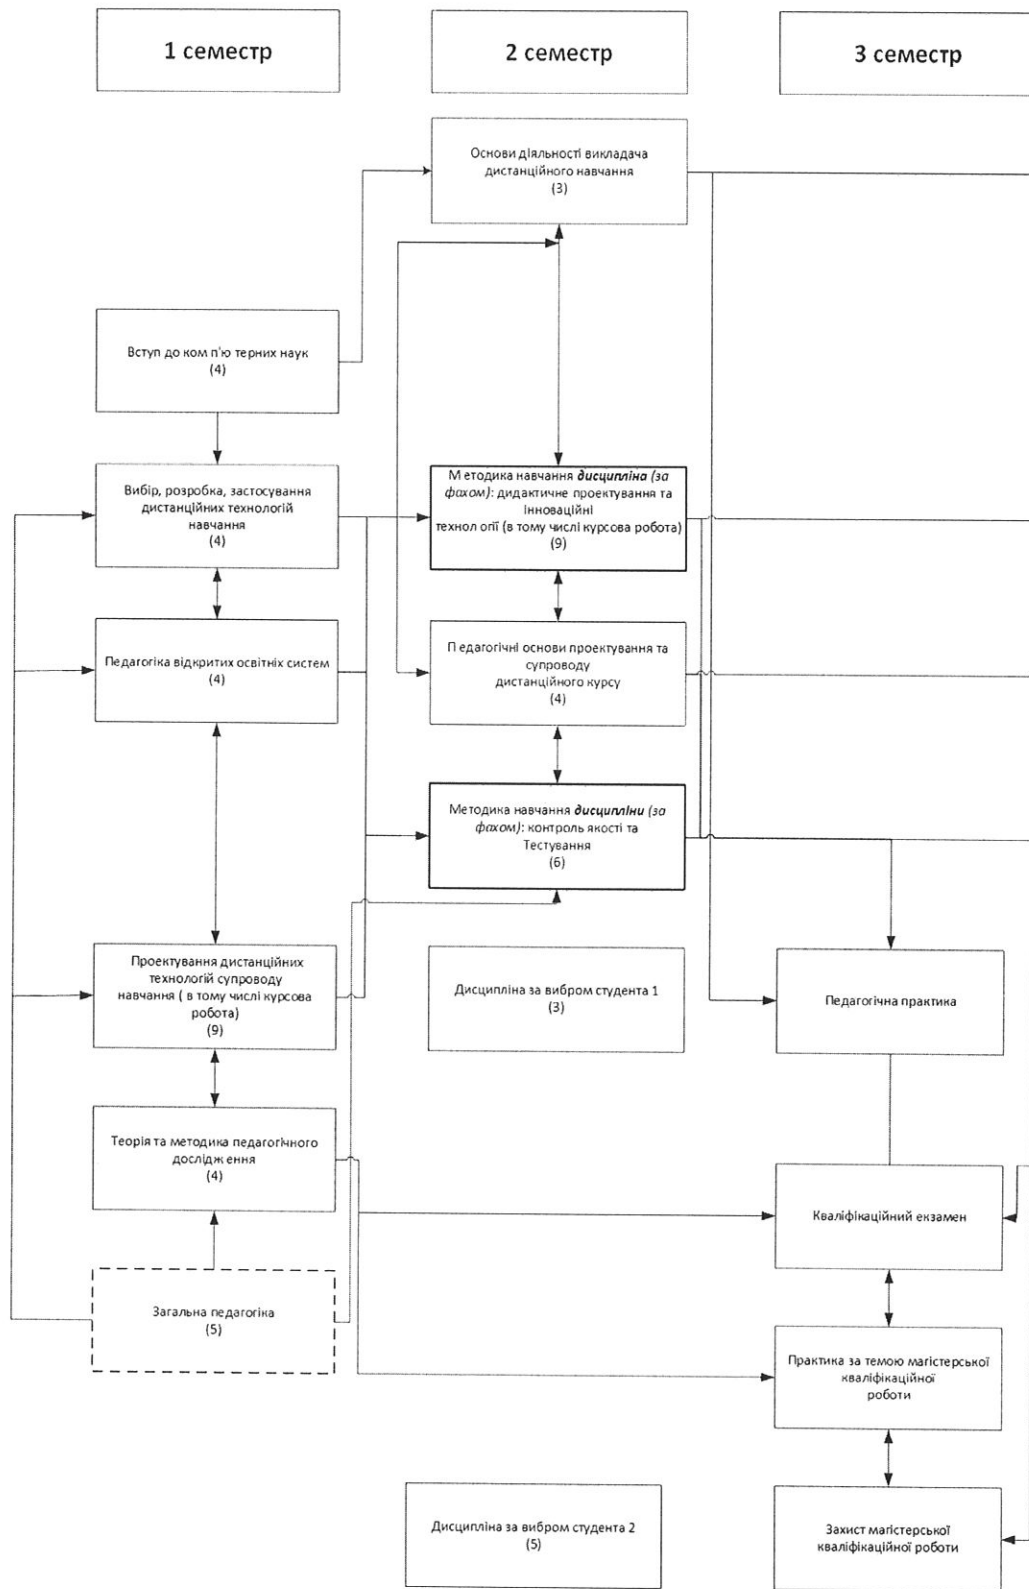 1 семестр
2 семестр
3 семестр
Основи діяльності викладача
дистанційного навчання
(3)
Вступ до ком п'ю терних наук
(4)
Вибір, розробка, застосування
дистанційних технологій
навчання
(4)
М етодика навчання дисципліна (за
фахом): дидактичне проектування та
інноваційні
технол огії (в тому числі курсова робота)
(9)
Педагогіка відкритих освітніх систем
(4)
П едагогічні основи проектування та
супроводу
дистанційного курсу
(4)
Методика навчання дисципліни (за
фахом): контроль якості та
Тестування
(6)
Проектування дистанційних
технологій супроводу
навчання ( в тому числі курсова
робота)
(9)
Дисципліна за вибром студента 1
(3)
Педагогічна практика
Теорія та методика педагогічного
дослідж ення
(4)
Кваліфікаційний екзамен
Загальна педагогіка
(5)
Практика за темою магістерської
кваліфікаційної
роботи
Дисципліна за вибром студента 2
(5)
Захист магістерської
кваліфікаційної роботи